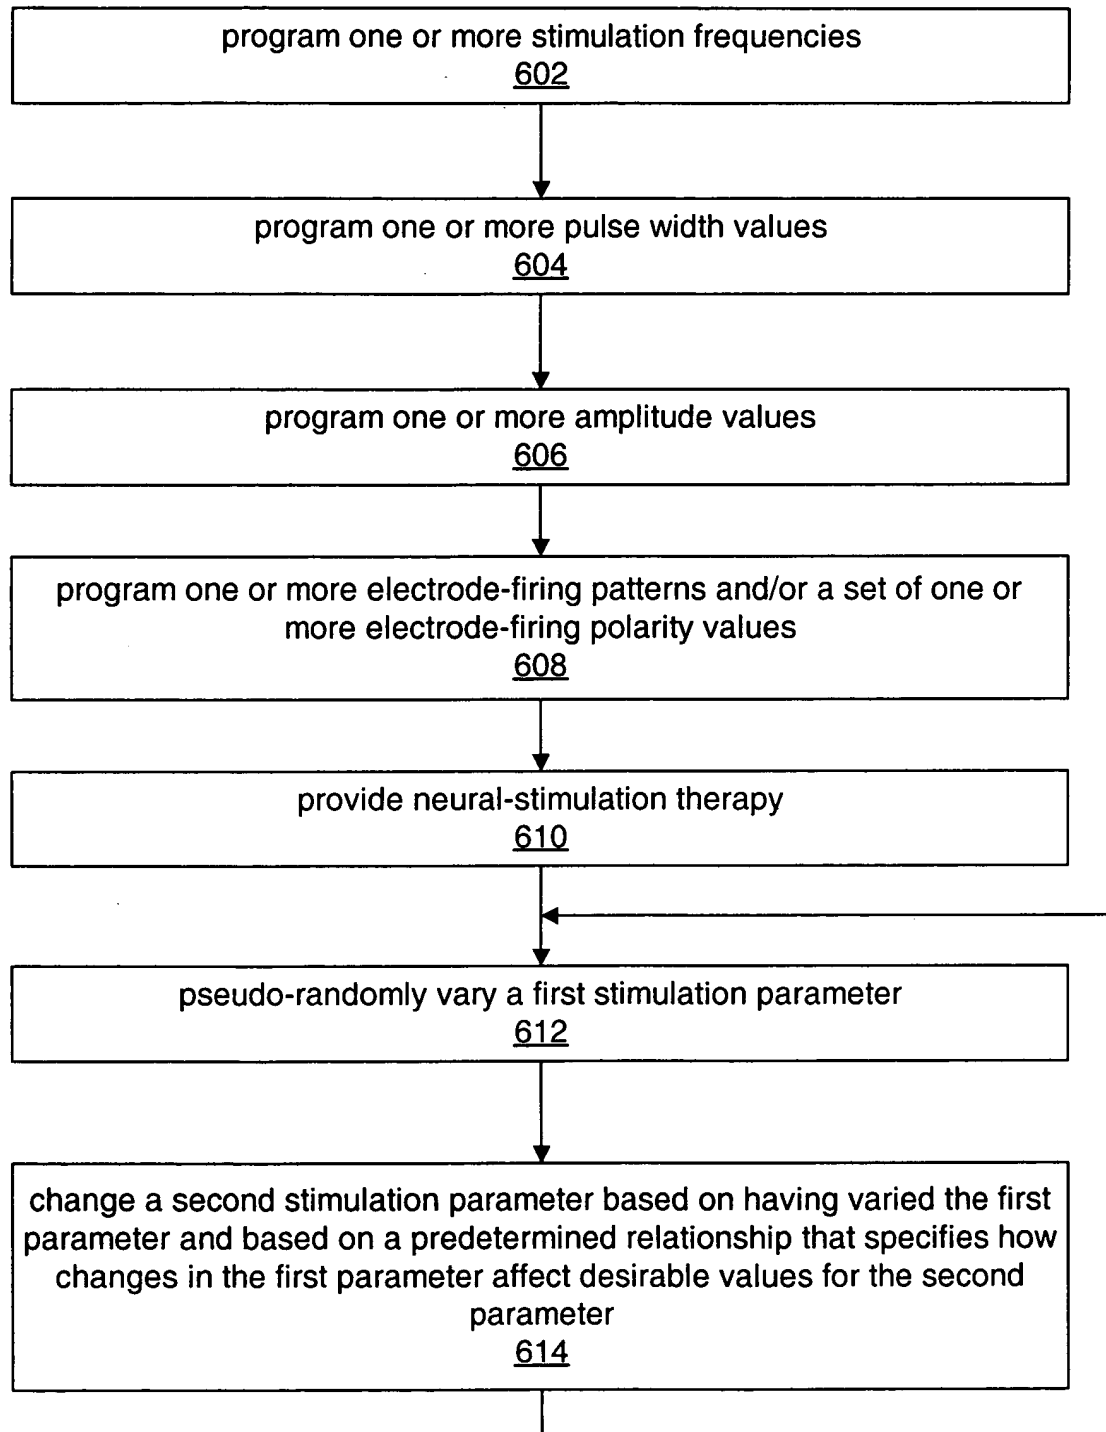 program one or more stimulation frequencies
602
program one or more pulse width values
604
program one or more amplitude values
606
program one or more electrode-firing patterns and/or a set of one or
more electrode-firing polarity values
608
provide neural-stimulation therapy
610
pseudo-randomly vary a first stimulation parameter
612
change a second stimulation parameter based on having varied the first
parameter and based on a predetermined relationship that specifies how
changes in the first parameter affect desirable values for the second
parameter
614